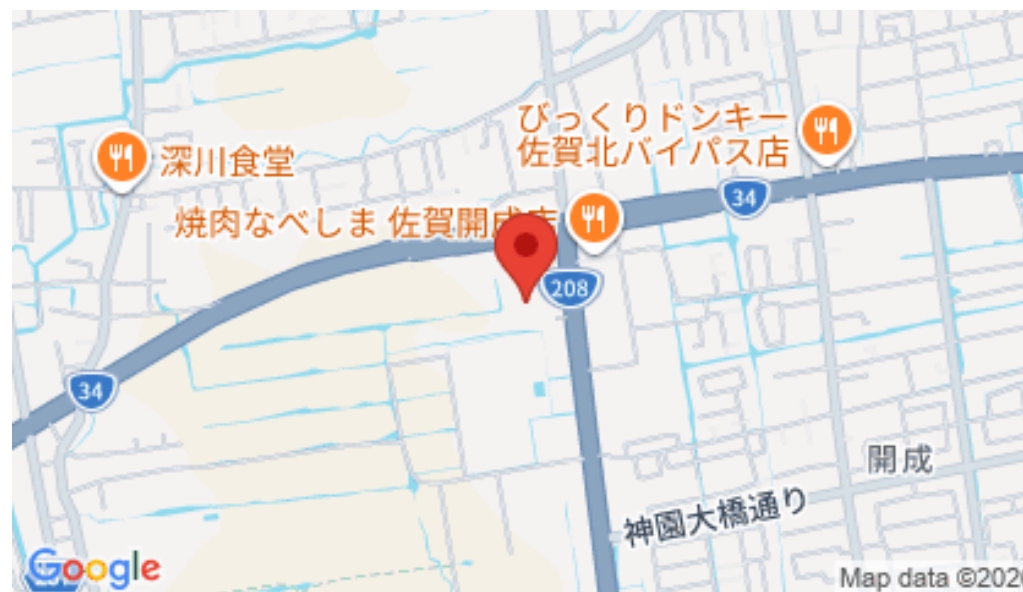 びっくりドンキー
佐賀北バイパス店
深川食堂
34
焼肉なべしま 佐賀開成店
208
34
開成
神園大橋通り
Google
Map data ©202